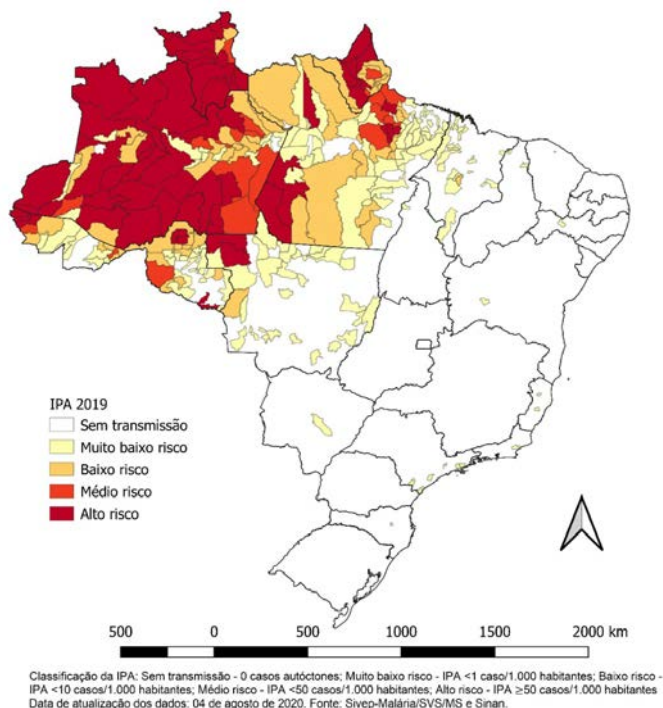 IPA 2019
Sem transmissão
Muito baixo risco
Baixo risco
Médio risco
Alto risco
500 0 500 1000 1500 2000 km
Classificação da IPA: Sem transmissão - 0 casos autóctones; Muito baixo risco - IPA <1 caso/1.000 habitantes; Baixo risco -
IPA <10 casos/1.000 habitantes; Médio risco - IPA <50 casos/1.000 habitantes; Alto risco - IPA ≥50 casos/1.000 habitantes
Data de atualização dos dados: 04 de agosto de 2020. Fonte: Sivep-Malária/SVS/MS e Sinan.